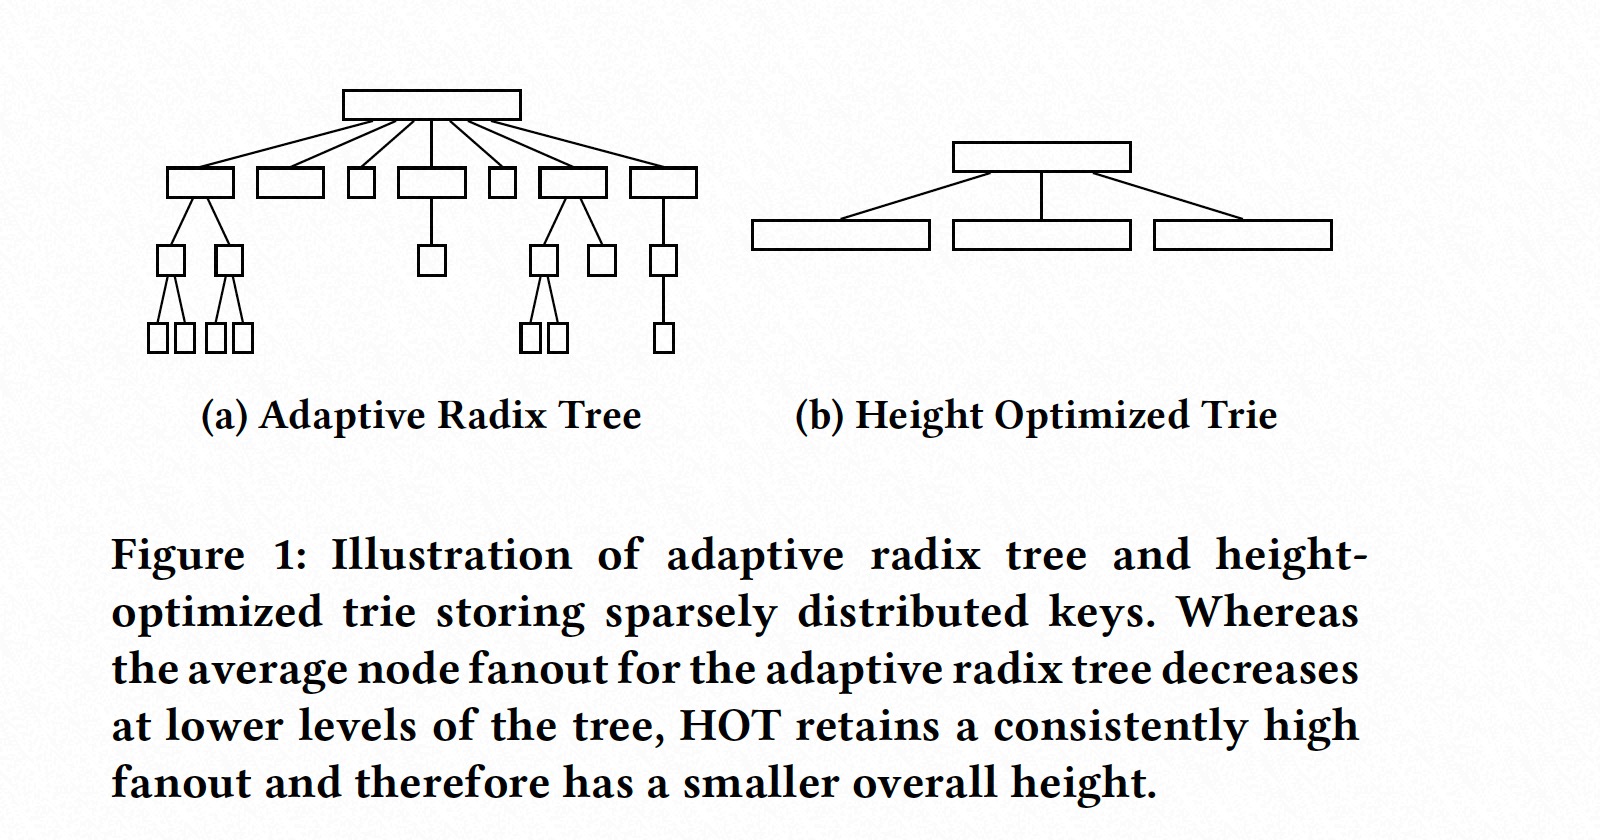 (a) Adaptive Radix Tree
(b) Height Optimized Trie
Figure 1: Illustration of adaptive radix tree and height-
optimized trie storing sparsely distributed keys. Whereas
the average node fanout for the adaptive radix tree decreases
at lower levels of the tree, HOT retains a consistently high
fanout and therefore has a smaller overall height.